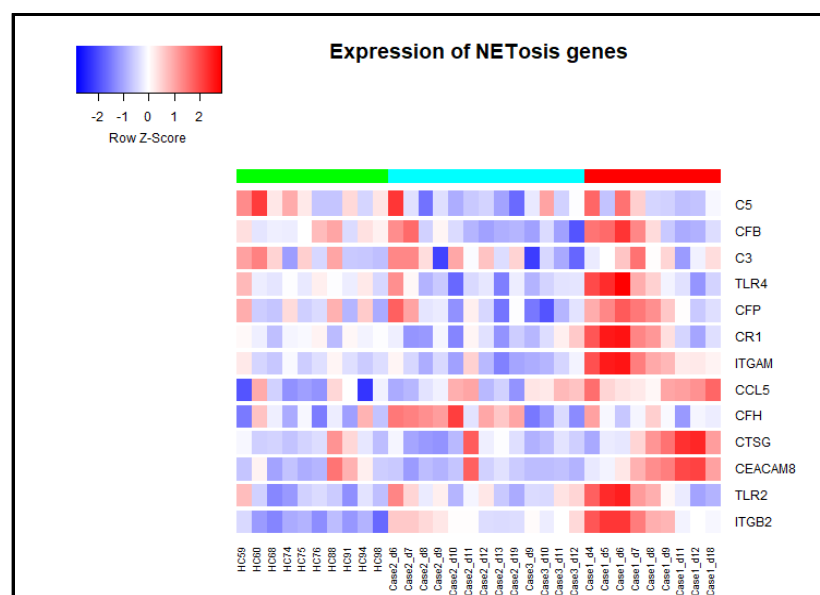 Expression of NETosis genes
-2 -1 0 1 2
Row Z-Score
C5
CFB
C3
TLR4
CFP
CR1
ITGAM
CCL5
CFH
CTSG
CEACAM8
TLR2
ITGB2
HC59
HC60
HC68
HC74
HC75
HC76
HC88
HC91
HC94
HC98
Case2_d6
Case2_d7
Case2_d8
Case2_d9
Case2_d10
Case2_d11
Case2_d12
Case2_d13
Case2_d19
Case3_d9
Case3_d10
Case3_d11
Case3_d12
Case1_d4
Case1_d5
Case1_d6
Case1_d7
Case1_d8
Case1_d9
Case1_d11
Case1_d12
Case1_d18